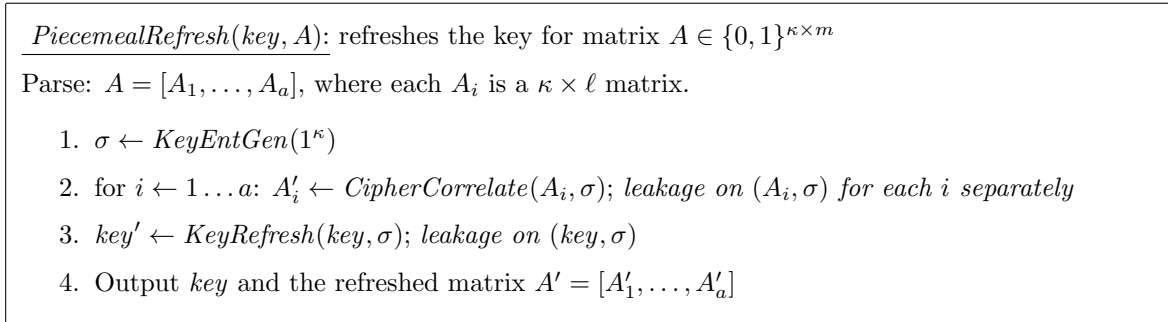 PiecemealRefresh(key, A): refreshes the key for matrix A ∈ {0, 1}^{κ×m}
Parse: A = [A_1, . . . , A_a], where each A_i is a κ × ℓ matrix.
1. σ ← KeyEntGen(1^κ)
2. for i ← 1 . . . a: A′_i ← CipherCorrelate(A_i, σ); leakage on (A_i, σ) for each i separately
3. key′ ← KeyRefresh(key, σ); leakage on (key, σ)
4. Output key and the refreshed matrix A′ = [A′_1, . . . , A′_a]